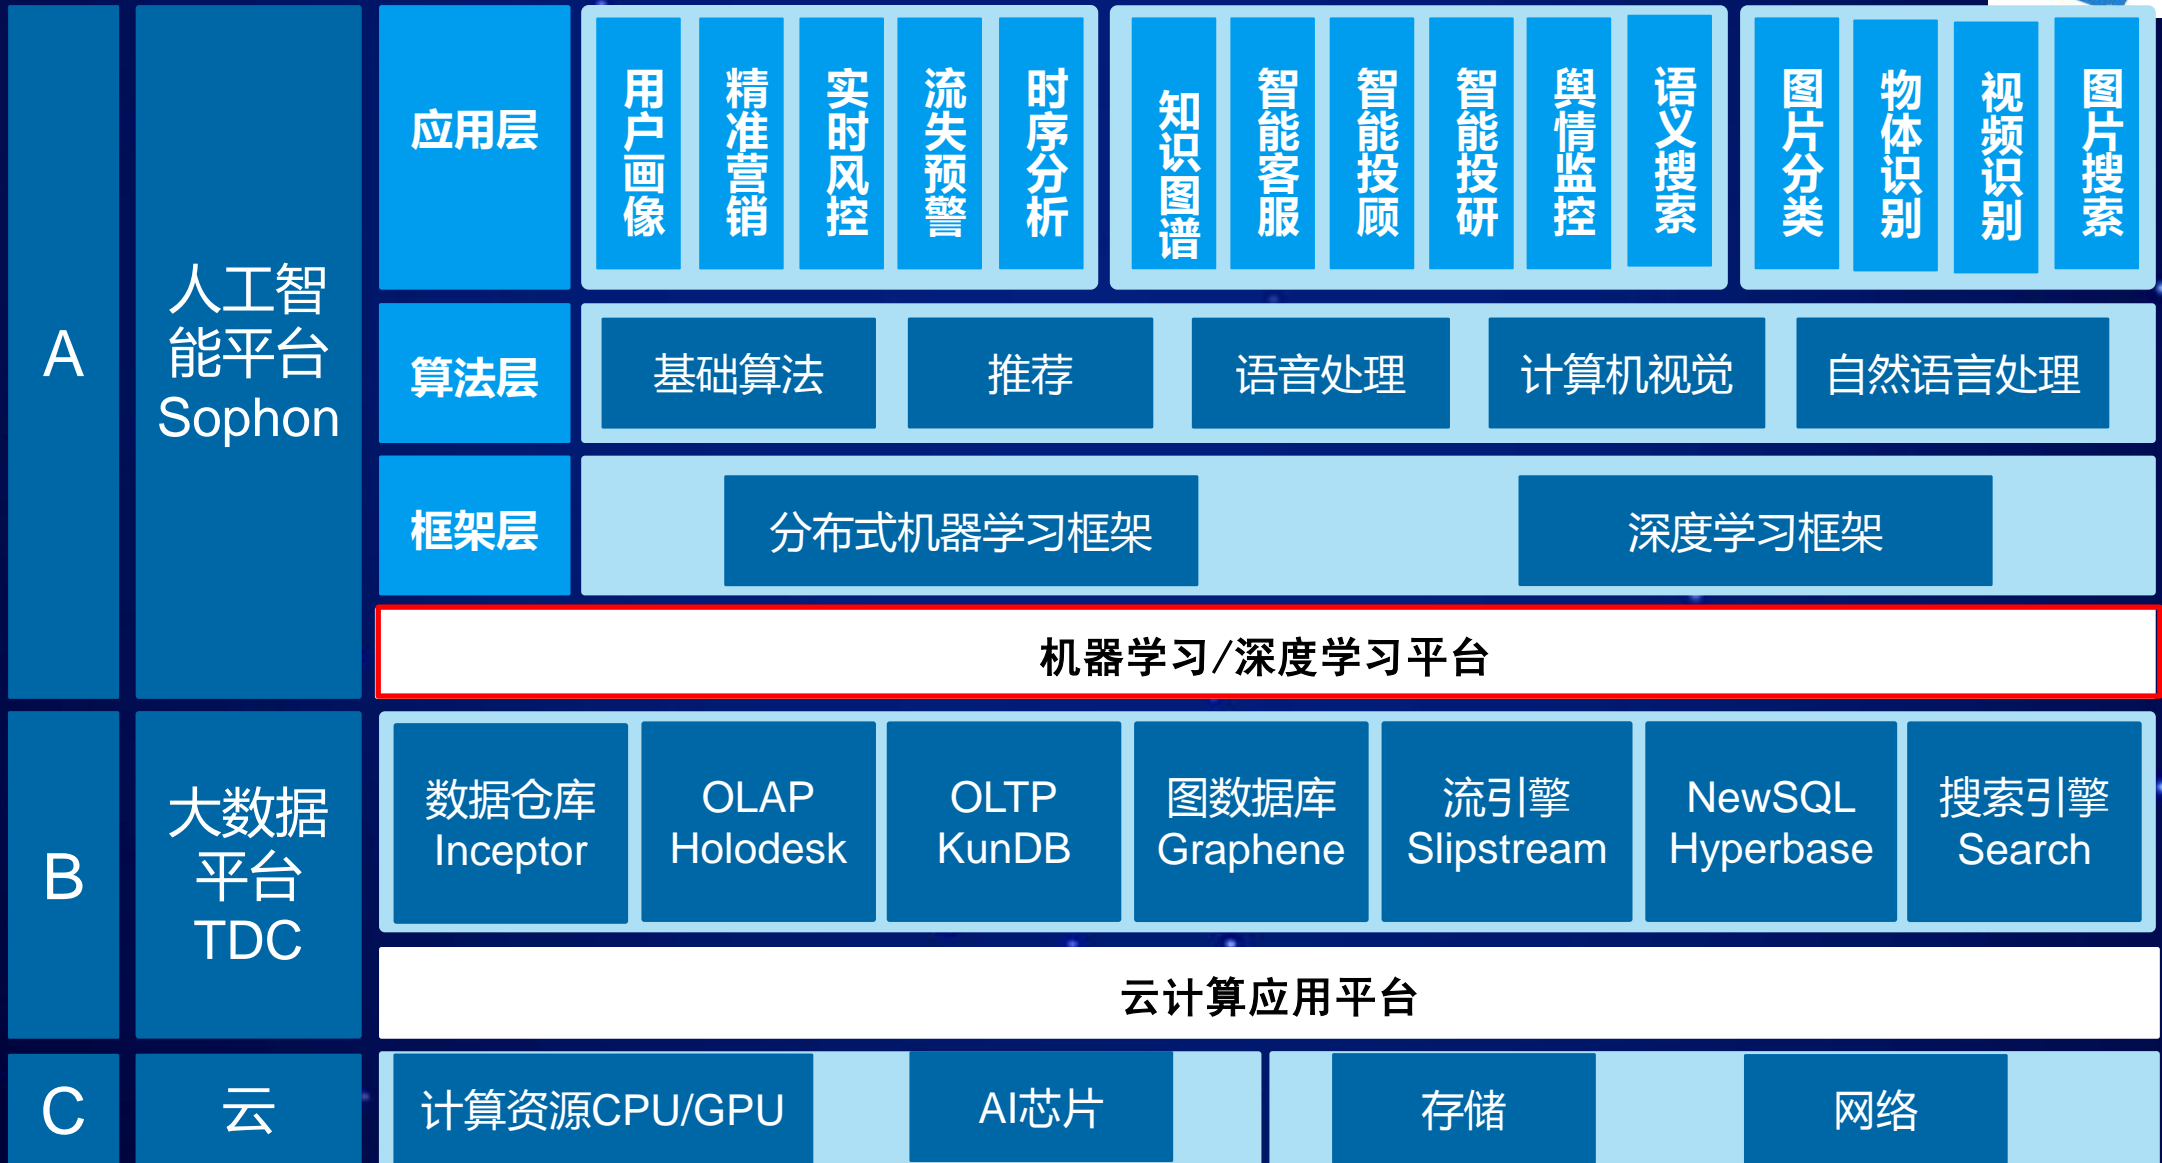 A
人工智
能平台
Sophon
应用层
用户画像
精准营销
实时风控
流失预警
时序分析
知识图谱
智能客服
智能投顾
智能投研
舆情监控
语义搜索
图片分类
物体识别
视频识别
图片搜索
算法层
基础算法
推荐
语音处理
计算机视觉
自然语言处理
框架层
分布式机器学习框架
深度学习框架
机器学习/深度学习平台
B
大数据
平台
TDC
数据仓库
Inceptor
OLAP
Holodesk
OLTP
KunDB
图数据库
Graphene
流引擎
Slipstream
NewSQL
Hyperbase
搜索引擎
Search
云计算应用平台
C
云
计算资源CPU/GPU
AI芯片
存储
网络